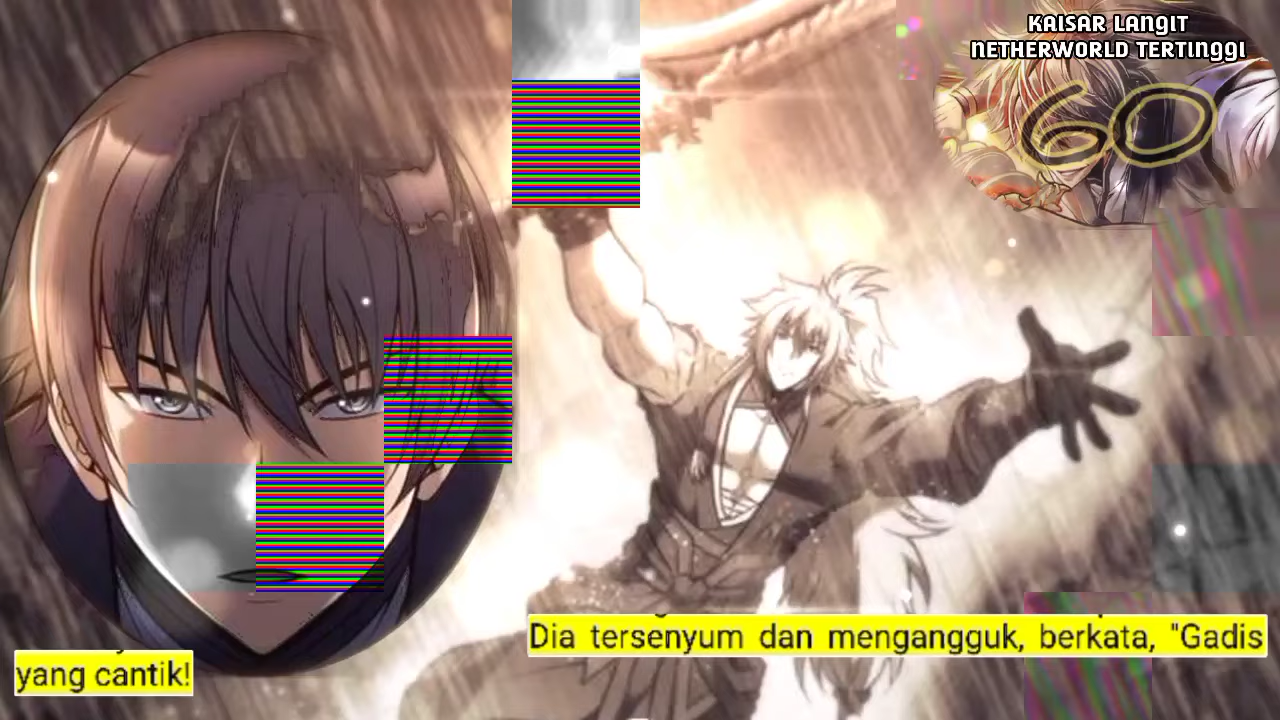 KAISAR LANGIT
NETHERWORLD TERTINGGI
60
Dia tersenyum dan mengangguk, berkata, "Gadis
yang cantik!